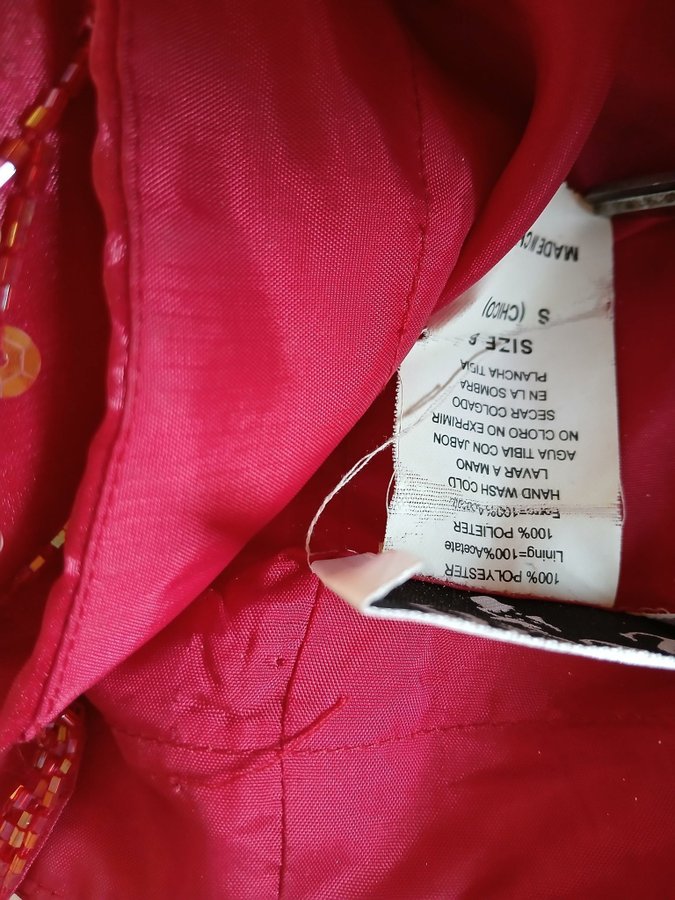 100% POLYESTER
Lining=100%Acetate
100% POLIETER
HAND WASH COLD
LAVAR A MANO
AGUA TIBIA CON JABON
NO CLORO NO EXPRIMIR
SECAR COLGADO
EN LA SOMBRA
PLANCHA TIBIA
SIZE
S (CHICO)
MADE